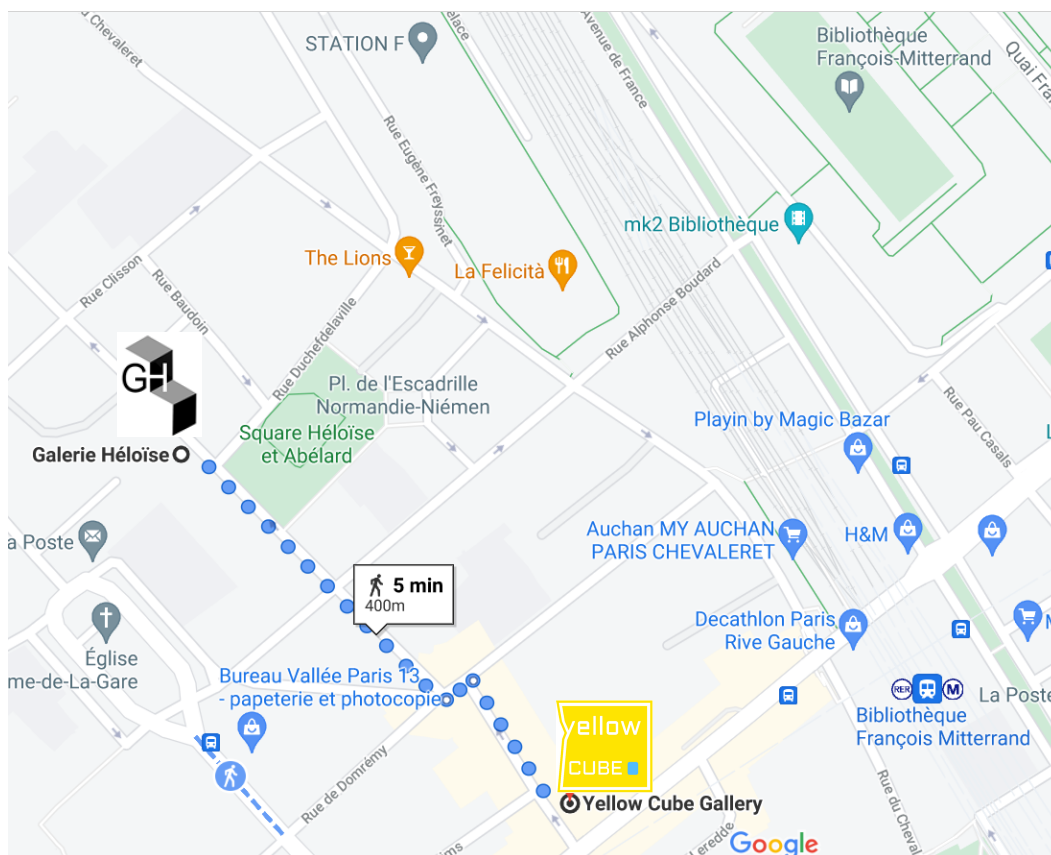 Chevaleret
STATION F
elace
Avenue de France
Bibliothèque
François-Mitterrand
Quai Fra
Rue Eugène Freyssinet
mk2 Bibliothèque
The Lions
La Felicità
Rue Clisson
Rue Baudoin
Rue Duchefdelaville
Rue Alphonse Boudard
GH
Pl. de l'Escadrille
Normandie-Niémen
Square Héloïse
et Abélard
Galerie Héloïse
Playin by Magic Bazar
Rue Pau Casals
L
a Poste
Auchan MY AUCHAN
PARIS CHEVALERET
H&M
5 min
400m
Église
me-de-La-Gare
Decathlon Paris
Rive Gauche
M
Bureau Vallée Paris 13
- papeterie et photocopie
RER
M
La Poste
Bibliothèque
François Mitterrand
yellow
CUBE
Rue de Domrémy
Yellow Cube Gallery
Rue du Cheval
ms
Leredde
Google